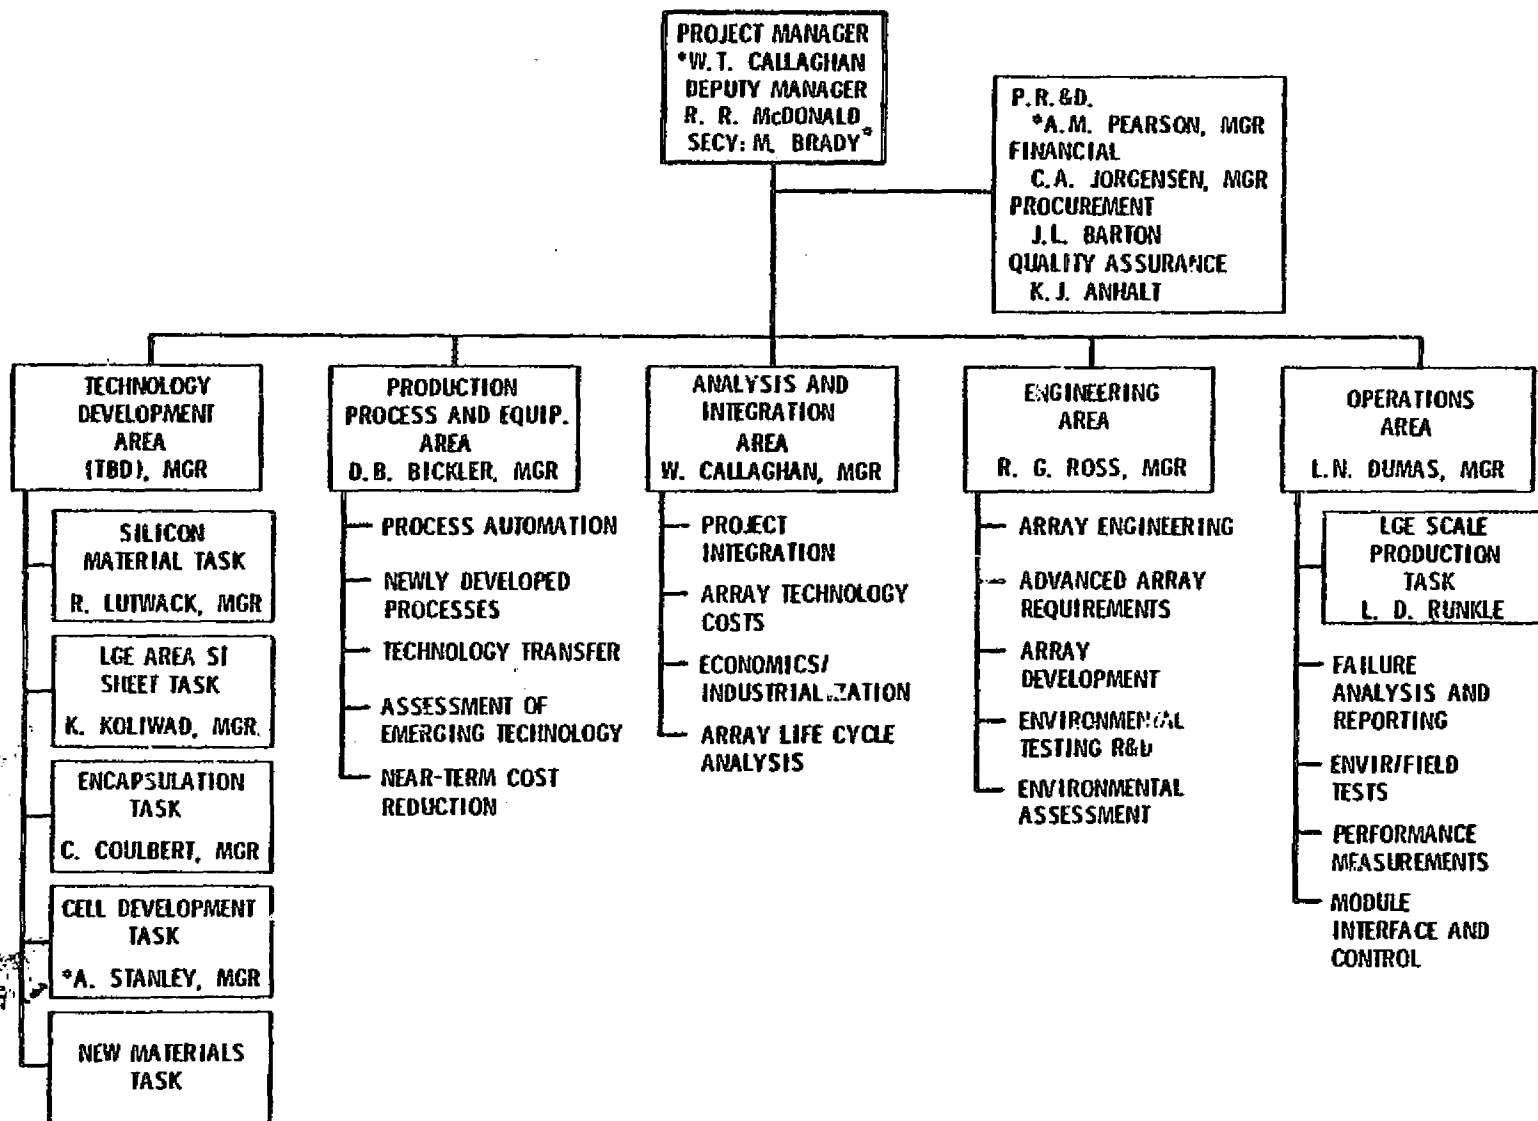 PROJECT MANAGER
*W.T. CALLAGHAN
DEPUTY MANAGER
R. R. McDONALD
SECY: M. BRADY*
P.R.&D.
*A.M. PEARSON, MGR
FINANCIAL
C.A. JORGENSEN, MGR
PROCUREMENT
J.L. BARTON
QUALITY ASSURANCE
K.J. ANHALT
TECHNOLOGY
DEVELOPMENT
AREA
(TBD), MGR
SILICON
MATERIAL TASK
R. LUTWACK, MGR
LGE AREA SI
SHEET TASK
K. KOLIWAD, MGR.
ENCAPSULATION
TASK
C. COULBERT, MGR
CELL DEVELOPMENT
TASK
*A. STANLEY, MGR
NEW MATERIALS
TASK
PRODUCTION
PROCESS AND EQUIP.
AREA
D.B. BICKLER, MGR
PROCESS AUTOMATION
NEWLY DEVELOPED
PROCESSES
TECHNOLOGY TRANSFER
ASSESSMENT OF
EMERGING TECHNOLOGY
NEAR-TERM COST
REDUCTION
ANALYSIS AND
INTEGRATION
AREA
W. CALLAGHAN, MGR
PROJECT
INTEGRATION
ARRAY TECHNOLOGY
COSTS
ECONOMICS/
INDUSTRIALIZATION
ARRAY LIFE CYCLE
ANALYSIS
ENGINEERING
AREA
R. G. ROSS, MGR
ARRAY ENGINEERING
ADVANCED ARRAY
REQUIREMENTS
ARRAY
DEVELOPMENT
ENVIRONMENTAL
TESTING R&D
ENVIRONMENTAL
ASSESSMENT
OPERATIONS
AREA
L.N. DUMAS, MGR
LGE SCALE
PRODUCTION
TASK
L. D. RUNKLE
FAILURE
ANALYSIS AND
REPORTING
ENVIR/FIELD
TESTS
PERFORMANCE
MEASUREMENTS
MODULE
INTERFACE AND
CONTROL